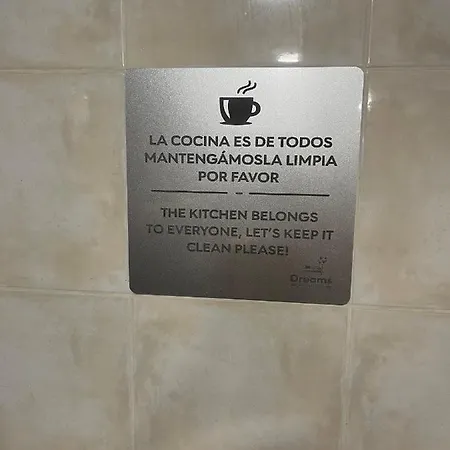 LA COCINA ES DE TODOS
MANTENGÁMOSLA LIMPIA
POR FAVOR
THE KITCHEN BELONGS
TO EVERYONE, LET'S KEEP IT
CLEAN PLEASE!
Dreams